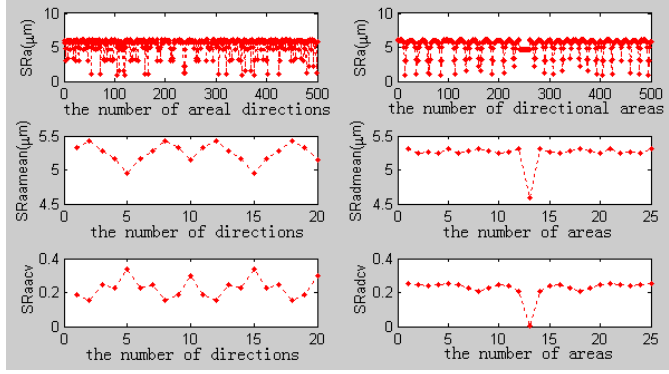 SRa(μm)
10
5
0
0 100 200 300 400 500
the number of areal directions
SRa(μm)
10
5
0
0 100 200 300 400 500
the number of directional areas
SRaamean(μm)
5.5
5
4.5
0 5 10 15 20
the number of directions
SRadmean(μm)
5.5
5
4.5
0 5 10 15 20 25
the number of areas
SRaacv
0.4
0.2
0
0 5 10 15 20
the number of directions
SRadcv
0.4
0.2
0
0 5 10 15 20 25
the number of areas